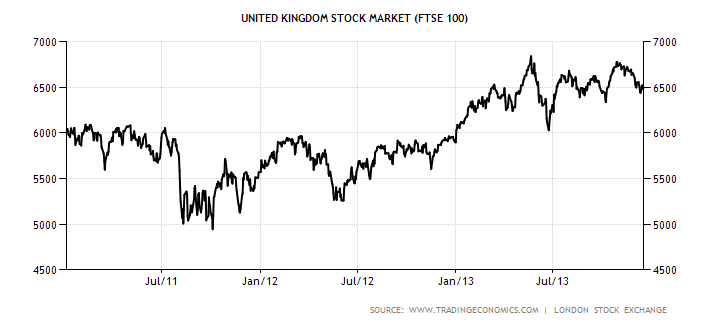 UNITED KINGDOM STOCK MARKET (FTSE 100)
7000 7000
6500 6500
6000 6000
5500 5500
5000 5000
4500 4500
Jul/11 Jan/12 Jul/12 Jan/13 Jul/13
SOURCE: WWW.TRADINGECONOMICS.COM | LONDON STOCK EXCHANGE